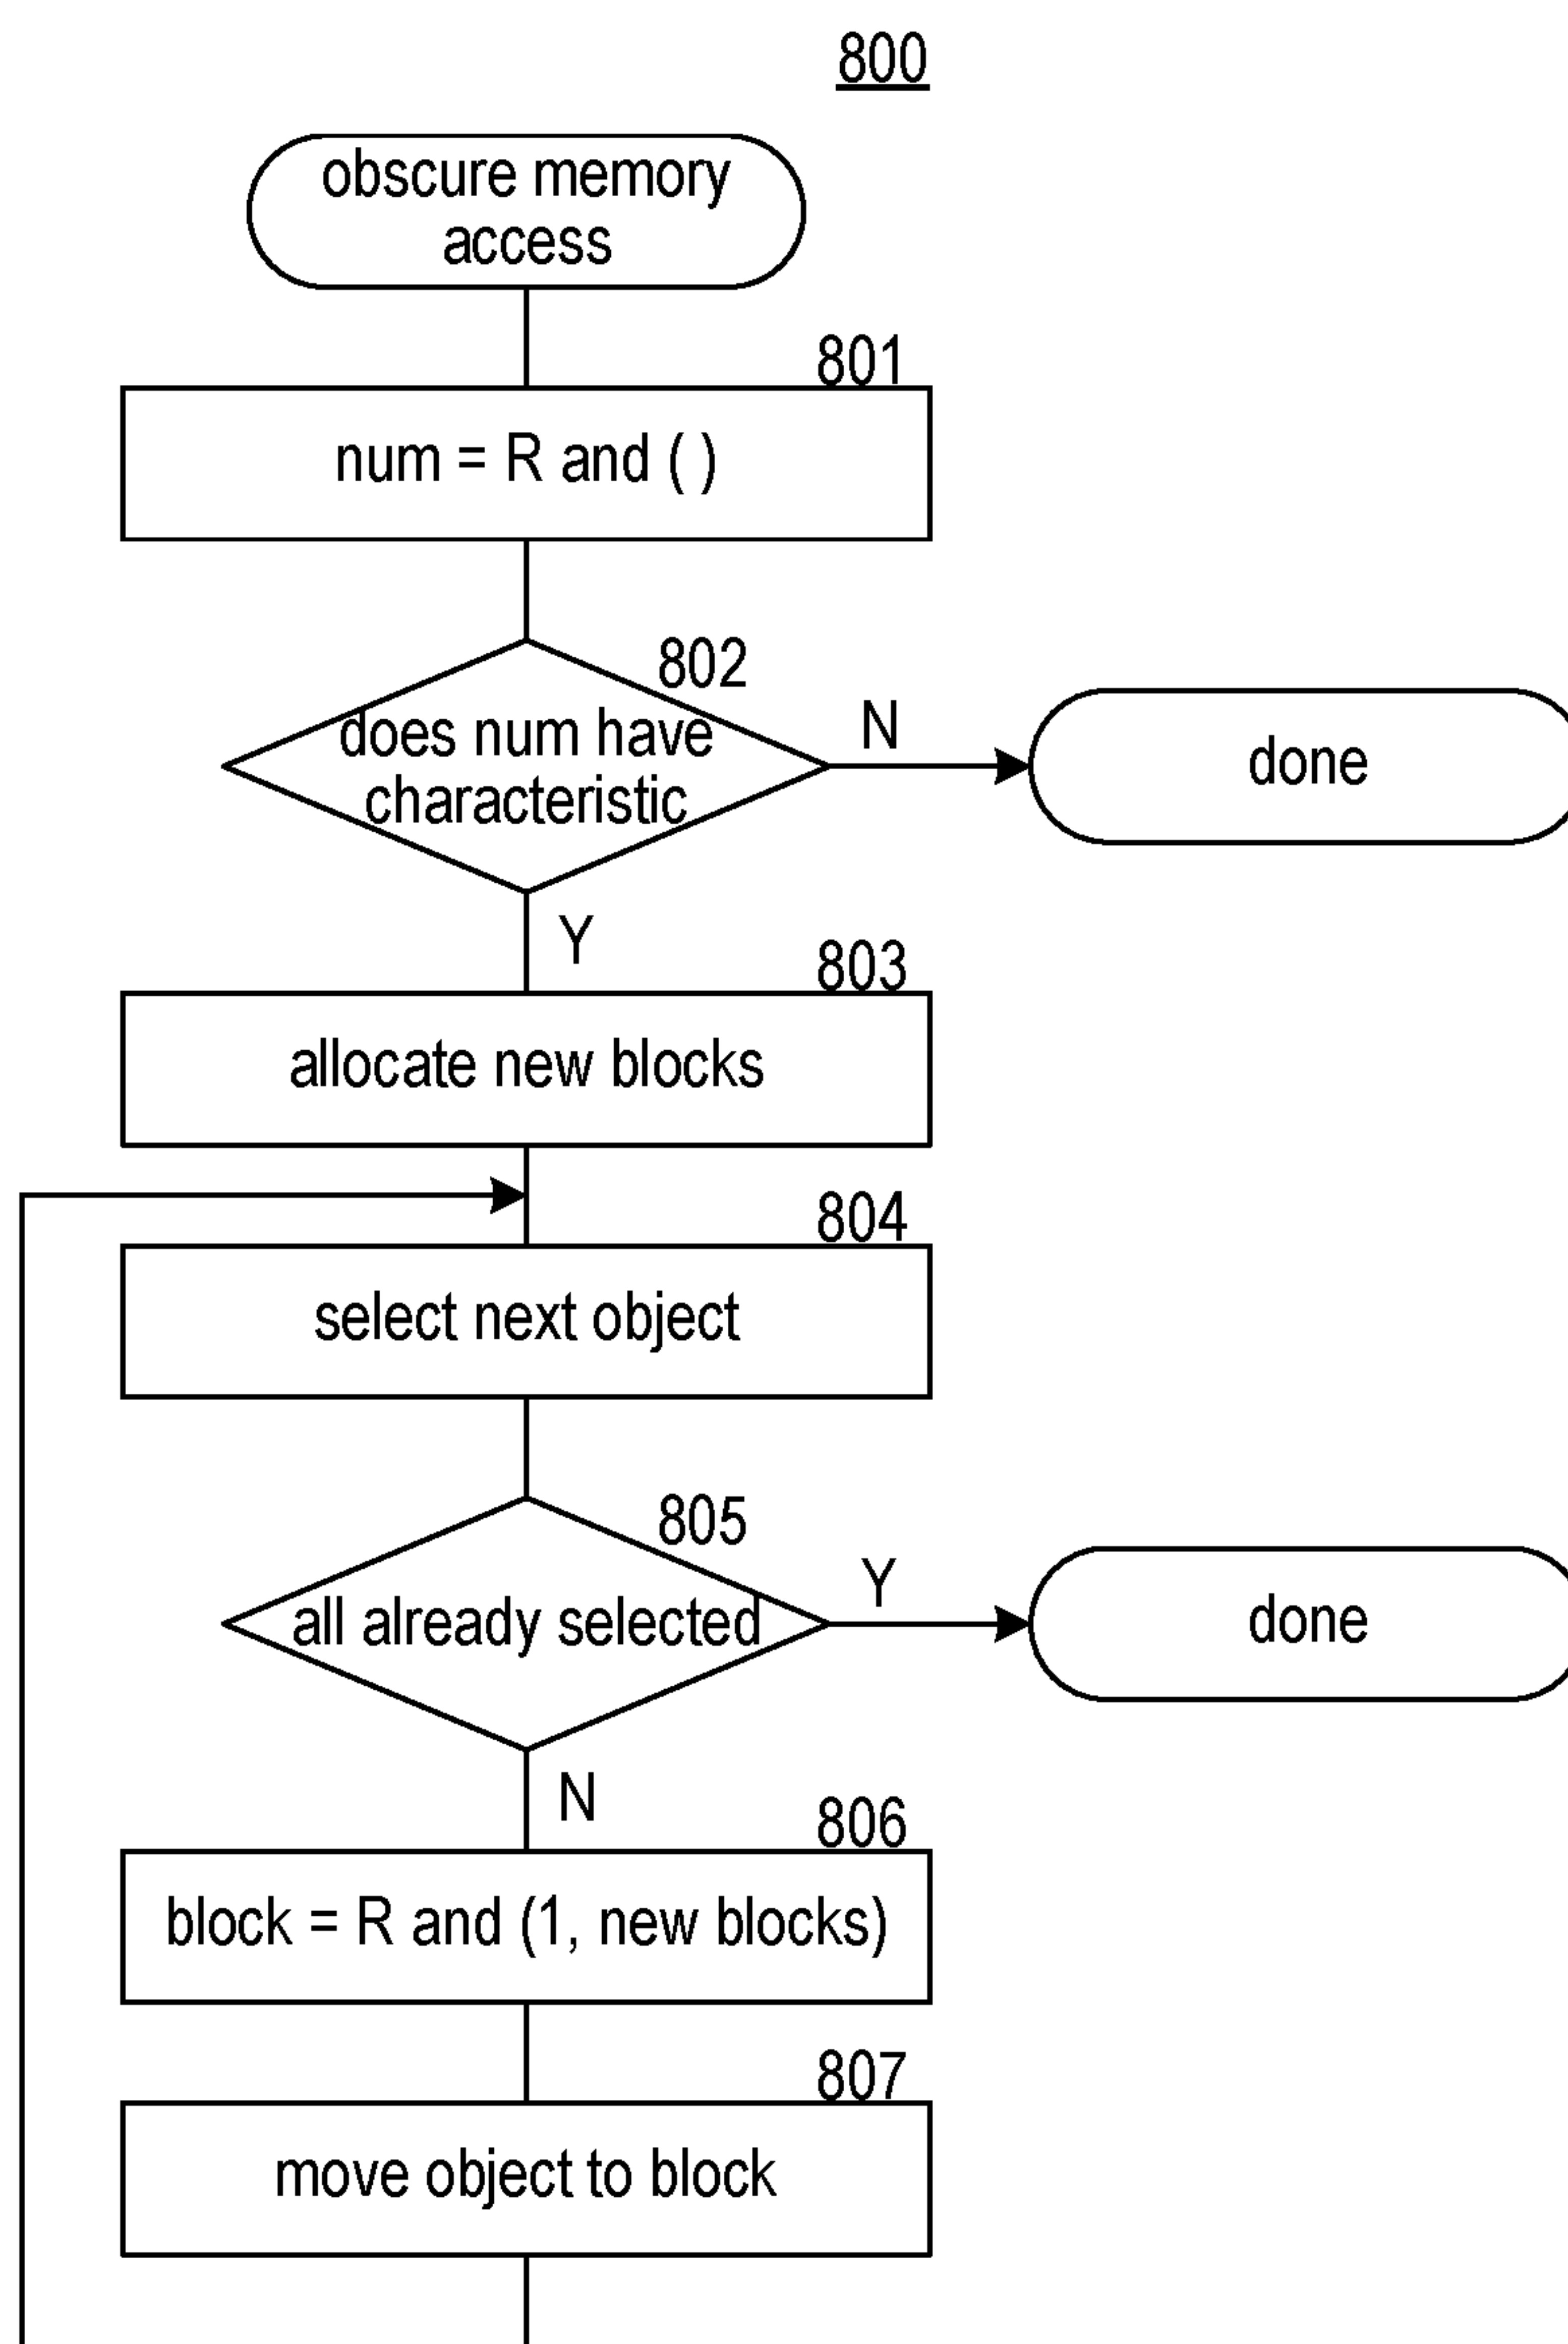 800
obscure memory
access
801
num = R and ( )
802
does num have
characteristic
N
done
Y
803
allocate new blocks
804
select next object
805
all already selected
Y
done
N
806
block = R and (1, new blocks)
807
move object to block